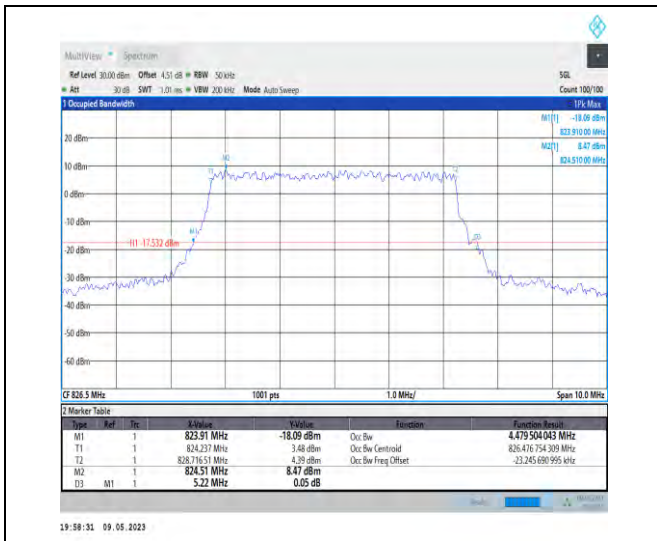 MultiView Spectrum
Ref Level 30.00 dBm Offset 4.51 dB RBW 50 kHz SGL
Att 30 dB SWT 1.01 ms VBW 200 kHz Mode Auto Sweep Count 100/100
1 Occupied Bandwidth 1Pk Max
M1[1] -18.09 dBm
823.91000 MHz
M2[1] 8.47 dBm
824.51000 MHz
20 dBm
M2
10 dBm
T1 T2
0 dBm
-10 dBm
M1
D3
H1 -17.532 dBm
-20 dBm
-30 dBm
-40 dBm
-50 dBm
-60 dBm
CF 826.5 MHz 1001 pts 1.0 MHz/ Span 10.0 MHz
2 Marker Table
Type Ref Trc X-Value Y-Value Function Function Result
M1 1 823.91 MHz -18.09 dBm Occ Bw 4.479 504 043 MHz
T1 1 824.237 MHz 3.48 dBm Occ Bw Centroid 826.476 754 309 MHz
T2 1 828.716 51 MHz 4.39 dBm Occ Bw Freq Offset -23.245 690 995 kHz
M2 1 824.51 MHz 8.47 dBm
D3 M1 1 5.22 MHz 0.05 dB
19:58:31 09.05.2023